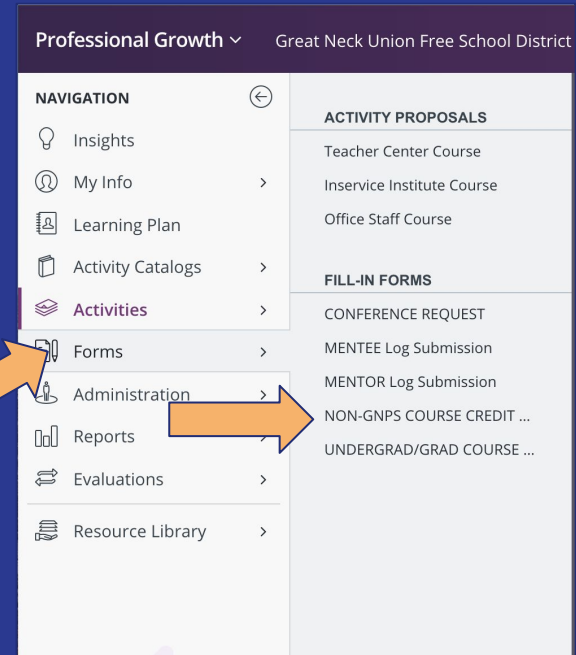 Professional Growth Great Neck Union Free School District
NAVIGATION
Insights
My Info
Learning Plan
Activity Catalogs
Activities
Forms
Administration
Reports
Evaluations
Resource Library
ACTIVITY PROPOSALS
Teacher Center Course
Inservice Institute Course
Office Staff Course
FILL-IN FORMS
CONFERENCE REQUEST
MENTEE Log Submission
MENTOR Log Submission
NON-GNPS COURSE CREDIT ...
UNDERGRAD/GRAD COURSE ...